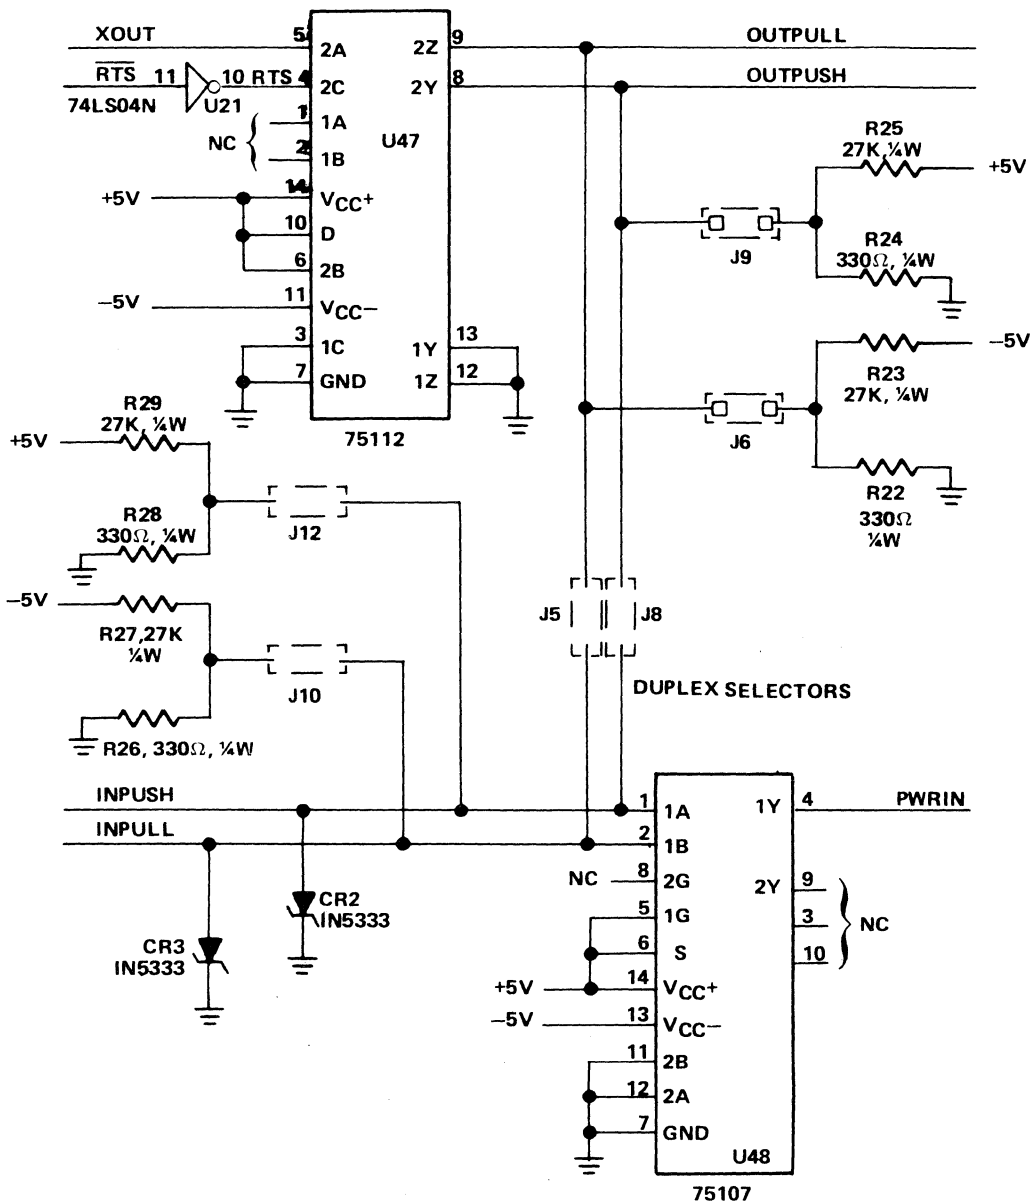 XOUT
5
2A
2Z
9
OUTPULL
RTS
11
10
RTS
4
2C
2Y
8
OUTPUSH
74LS04N
U21
NC
1
1A
2
1B
U47
+5V
14
VCC+
10
D
6
2B
-5V
11
VCC-
3
1C
1Y
13
7
GND
1Z
12
75112
R25
27K, ¼W
+5V
J9
R24
330Ω, ¼W
-5V
R23
27K, ¼W
J6
R22
330Ω
¼W
R29
27K, ¼W
+5V
R28
330Ω, ¼W
J12
-5V
R27, 27K
¼W
J10
R26, 330Ω, ¼W
J5
J8
DUPLEX SELECTORS
INPUSH
1
1A
1Y
4
PWRIN
INPULL
2
1B
NC
8
2G
2Y
9
5
1G
3
NC
6
S
10
CR2
IN5333
CR3
IN5333
+5V
14
VCC+
-5V
13
VCC-
11
2B
12
2A
7
GND
U48
75107